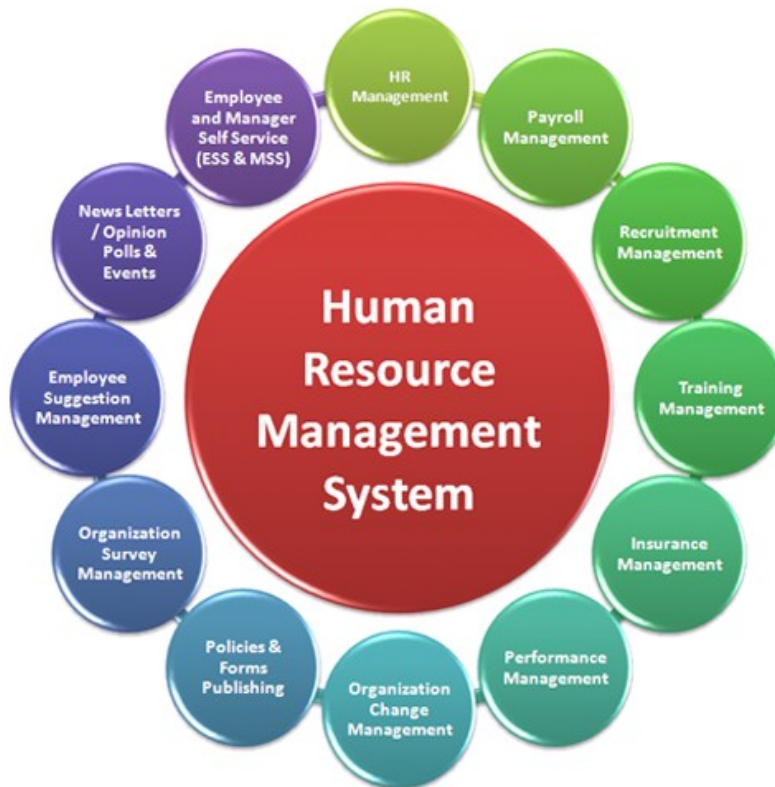 HR
Management
Payroll
Management
Recruitment
Management
Training
Management
Insurance
Management
Performance
Management
Organization
Change
Management
Policies &
Forms
Publishing
Organization
Survey
Management
Employee
Suggestion
Management
News Letters
/ Opinion
Polls &
Events
Employee
and Manager
Self Service
(ESS & MSS)
Human
Resource
Management
System